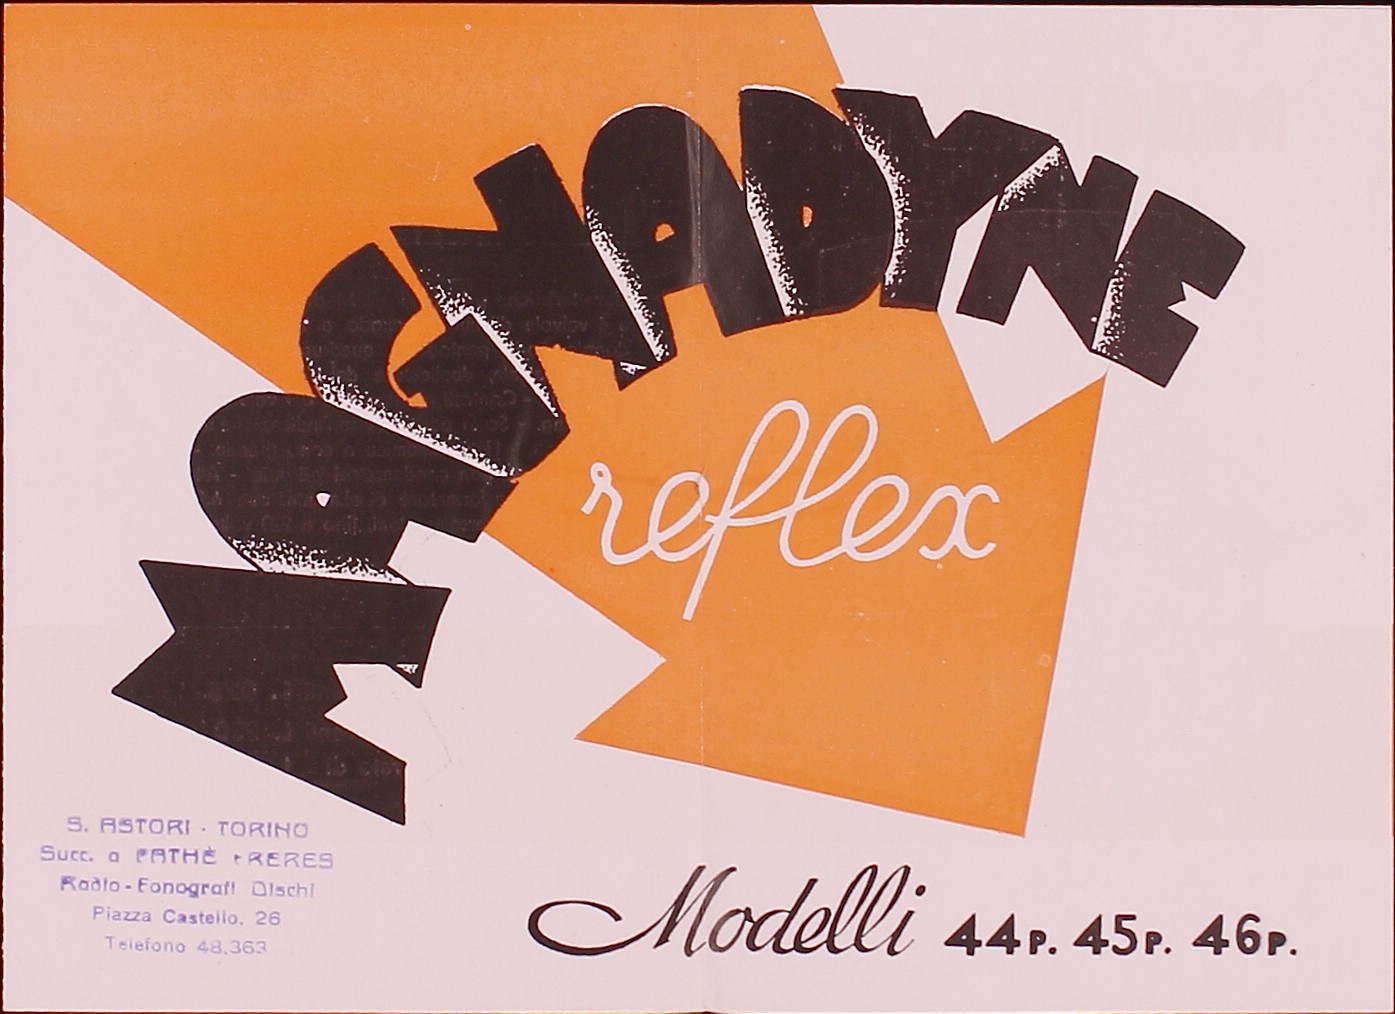 MAGNADYNE
reflex
S. ASTORI · TORINO
Succ. a PATHÈ FRERES
Radio-Fonografi Dischi
Piazza Castello, 26
Telefono 48.363
Modelli 44P. 45P. 46P.